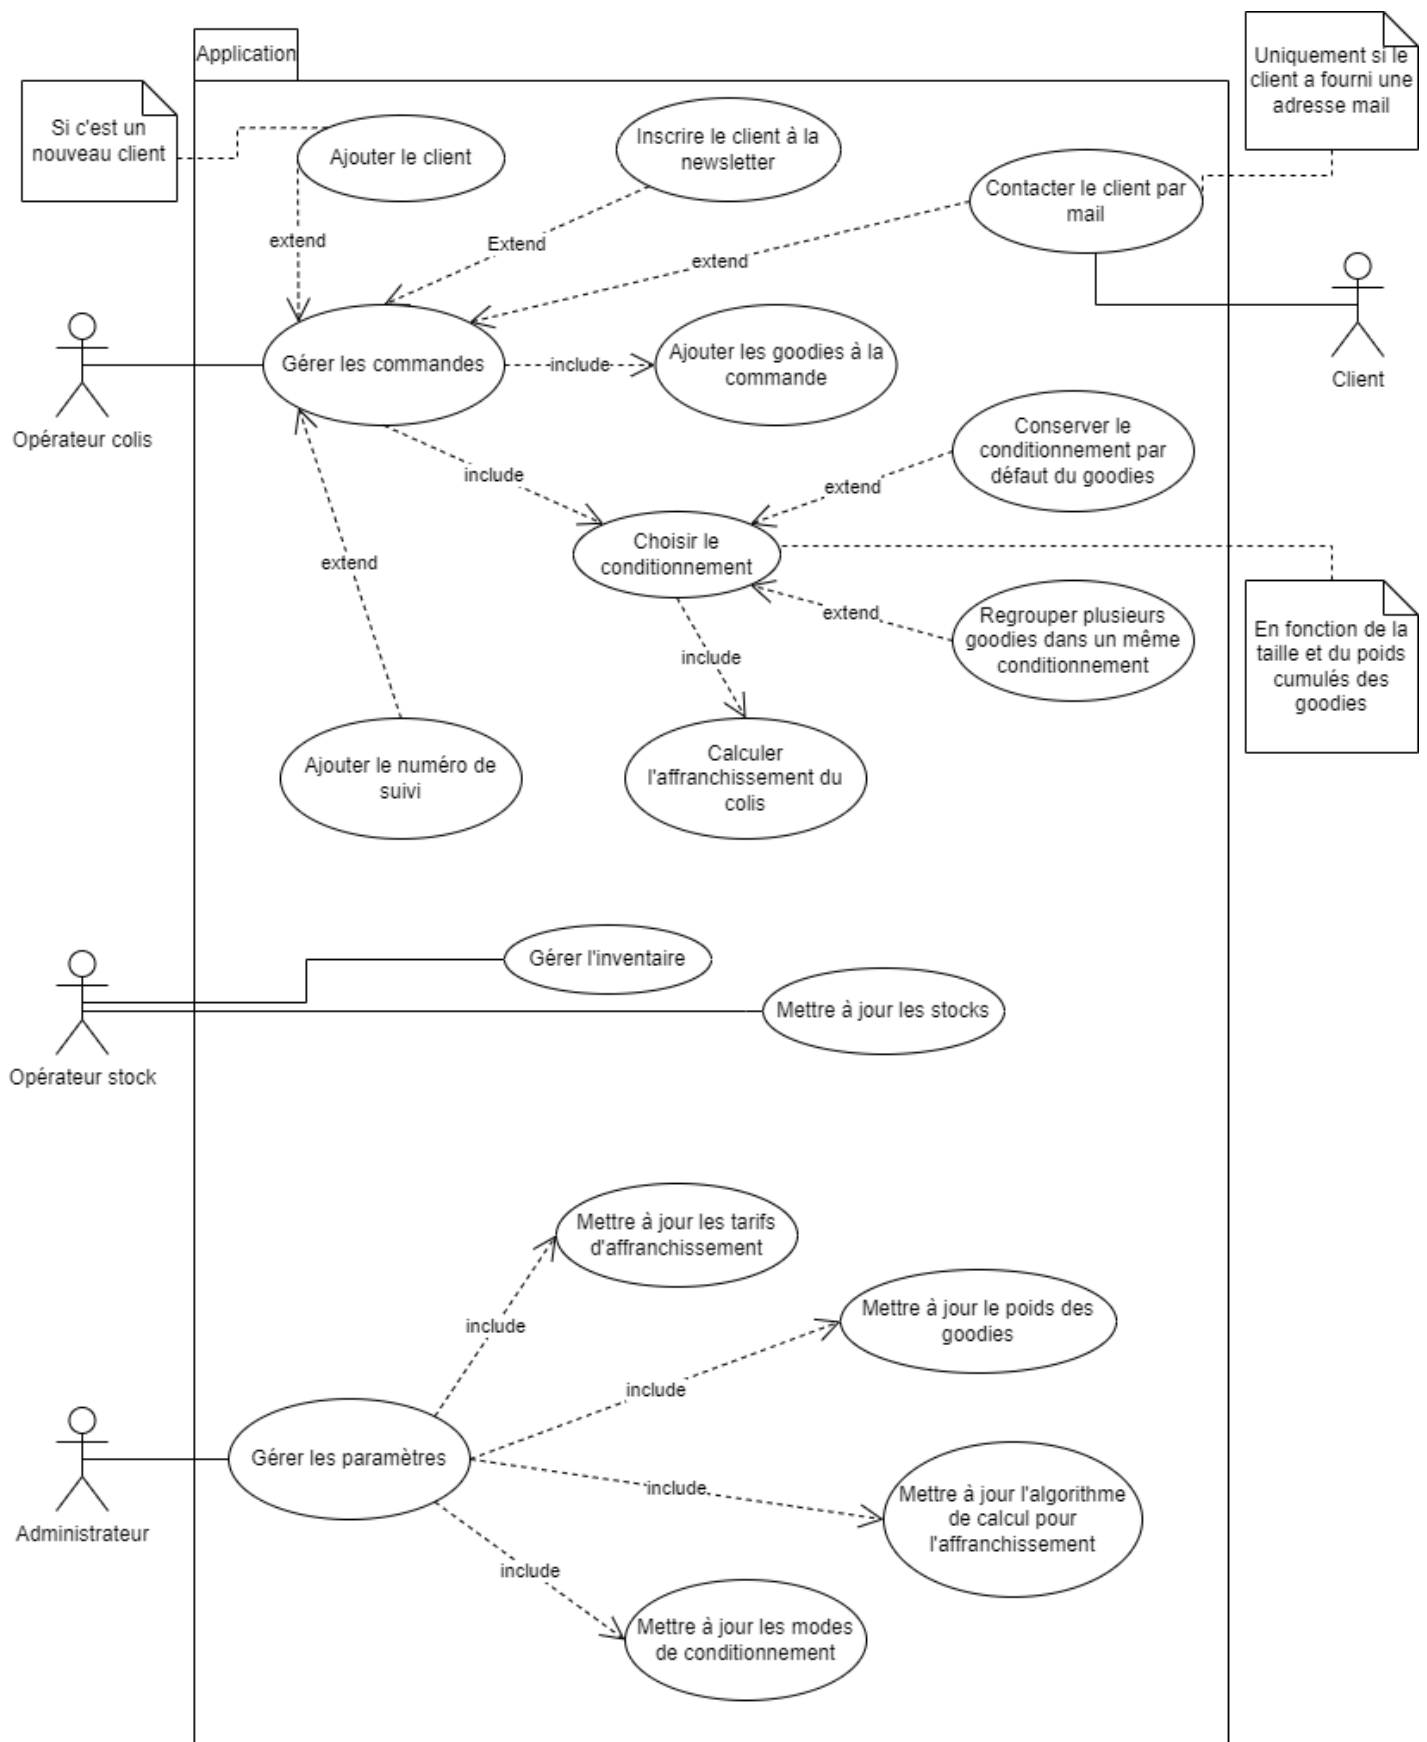 Application
Uniquement si le
client a fourni une
adresse mail
Si c'est un
nouveau client
Ajouter le client
Inscrire le client à la
newsletter
Contacter le client par
mail
extend
Extend
extend
Gérer les commandes
include
Ajouter les goodies à la
commande
Opérateur colis
Client
include
Conserver le
conditionnement par
défaut du goodies
extend
Choisir le
conditionnement
extend
extend
Regrouper plusieurs
goodies dans un même
conditionnement
En fonction de la
taille et du poids
cumulés des
goodies
include
Ajouter le numéro de
suivi
Calculer
l'affranchissement du
colis
Gérer l'inventaire
Mettre à jour les stocks
Opérateur stock
Mettre à jour les tarifs
d'affranchissement
Mettre à jour le poids des
goodies
include
include
Gérer les paramètres
include
Mettre à jour l'algorithme
de calcul pour
l'affranchissement
Administrateur
include
Mettre à jour les modes
de conditionnement